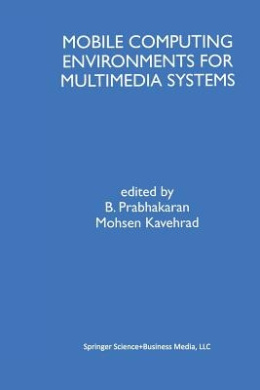 MOBILE COMPUTING
ENVIRONMENTS FOR
MULTIMEDIA SYSTEMS
edited by
B. Prabhakaran
Mohsen Kavehrad
Springer Science+Business Media, LLC